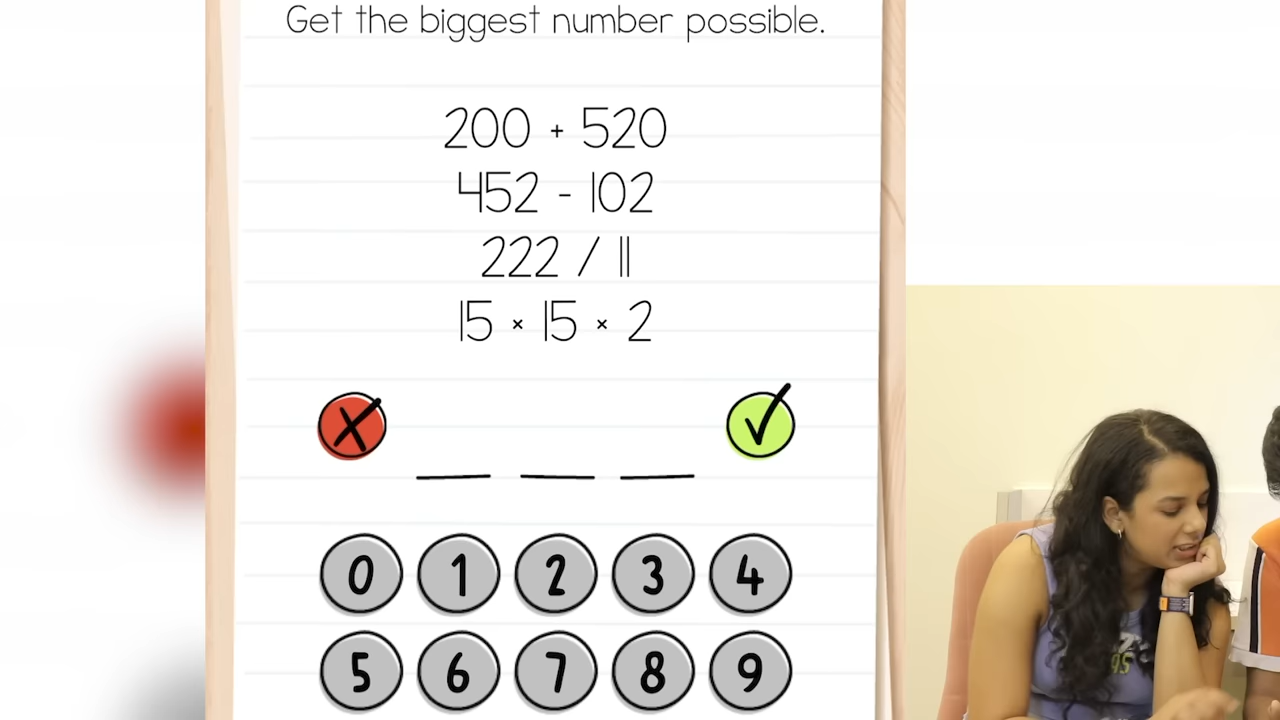 Get the biggest number possible.
200 + 520
452 - 102
222 / 11
15 × 15 × 2
0 1 2 3 4
5 6 7 8 9
95